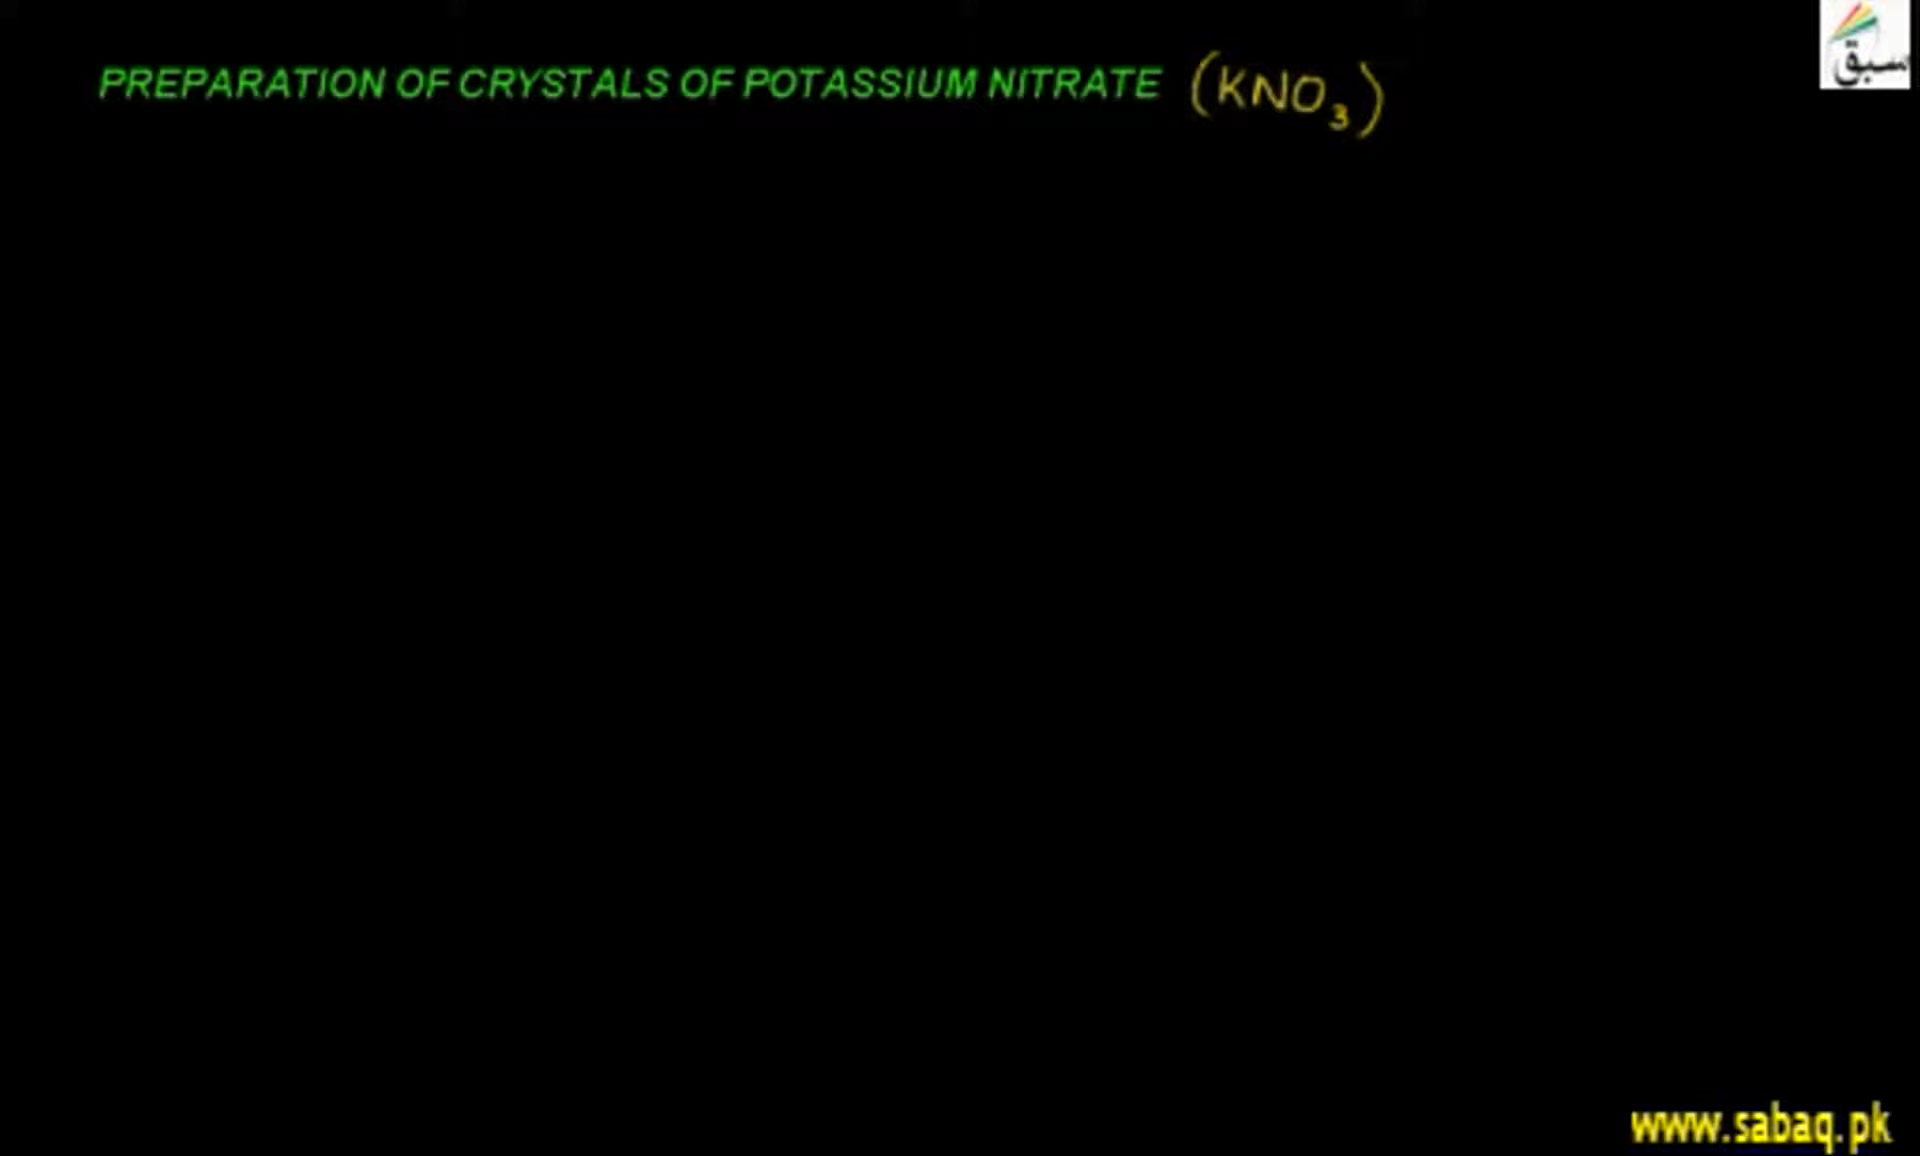 PREPARATION OF CRYSTALS OF POTASSIUM NITRATE (KNO₃)
سبق
www.sabaq.pk